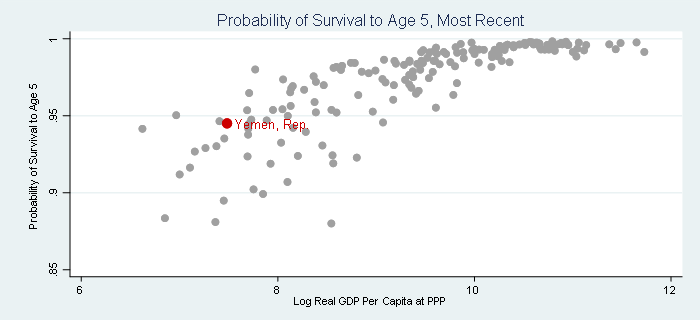 Probability of Survival to Age 5, Most Recent
Probability of Survival to Age 5
1
.95
.9
.85
Yemen, Rep.
6
8
10
12
Log Real GDP Per Capita at PPP